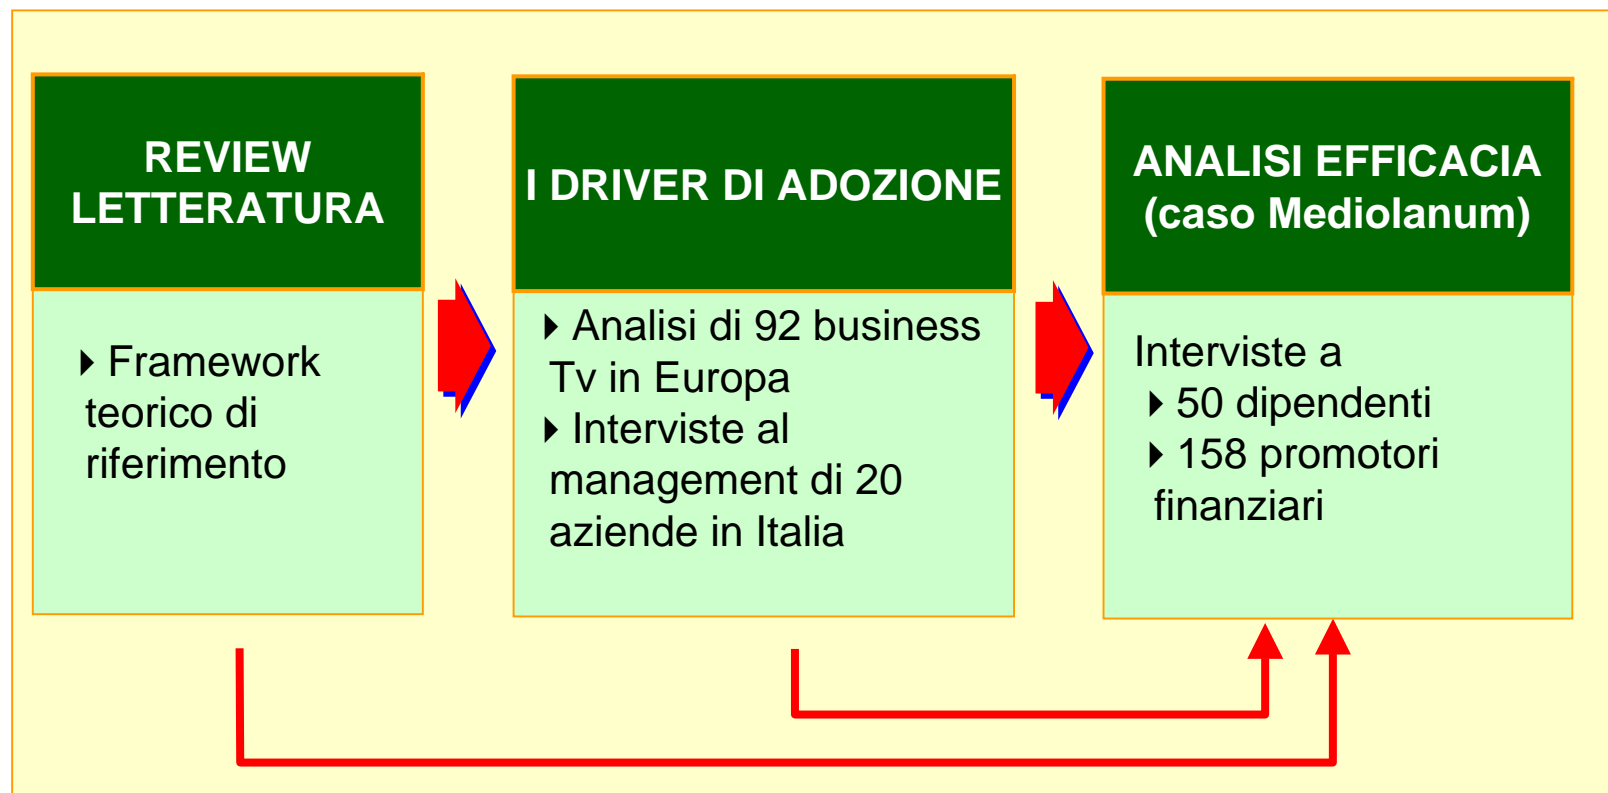 REVIEW
LETTERATURA
Framework
teorico di
riferimento
I DRIVER DI ADOZIONE
Analisi di 92 business
Tv in Europa
Interviste al
management di 20
aziende in Italia
ANALISI EFFICACIA
(caso Mediolanum)
Interviste a
50 dipendenti
158 promotori
finanziari